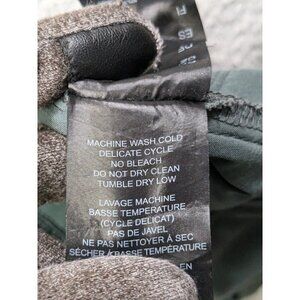 MACHINE WASH COLD
DELICATE CYCLE
NO BLEACH
DO NOT DRY CLEAN
TUMBLE DRY LOW
LAVAGE MACHINE
BASSE TEMPERATURE
(CYCLE DELICAT)
PAS DE JAVEL
NE PAS NETTOYER À SEC
SÉCHER / BASSE TEMPÉRATURE
EN